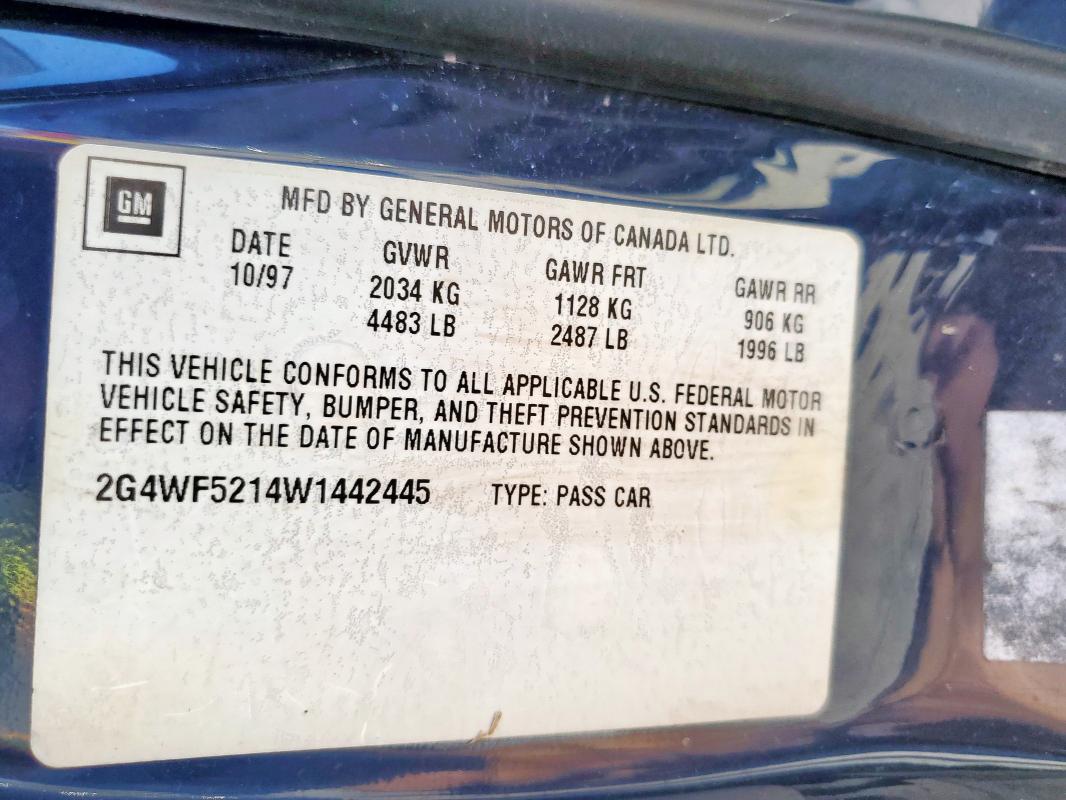 GM
MFD BY GENERAL MOTORS OF CANADA LTD.
DATE GVWR GAWR FRT GAWR RR
10/97 2034 KG 1128 KG 906 KG
4483 LB 2487 LB 1996 LB
THIS VEHICLE CONFORMS TO ALL APPLICABLE U.S. FEDERAL MOTOR
VEHICLE SAFETY, BUMPER, AND THEFT PREVENTION STANDARDS IN
EFFECT ON THE DATE OF MANUFACTURE SHOWN ABOVE.
2G4WF5214W1442445 TYPE: PASS CAR